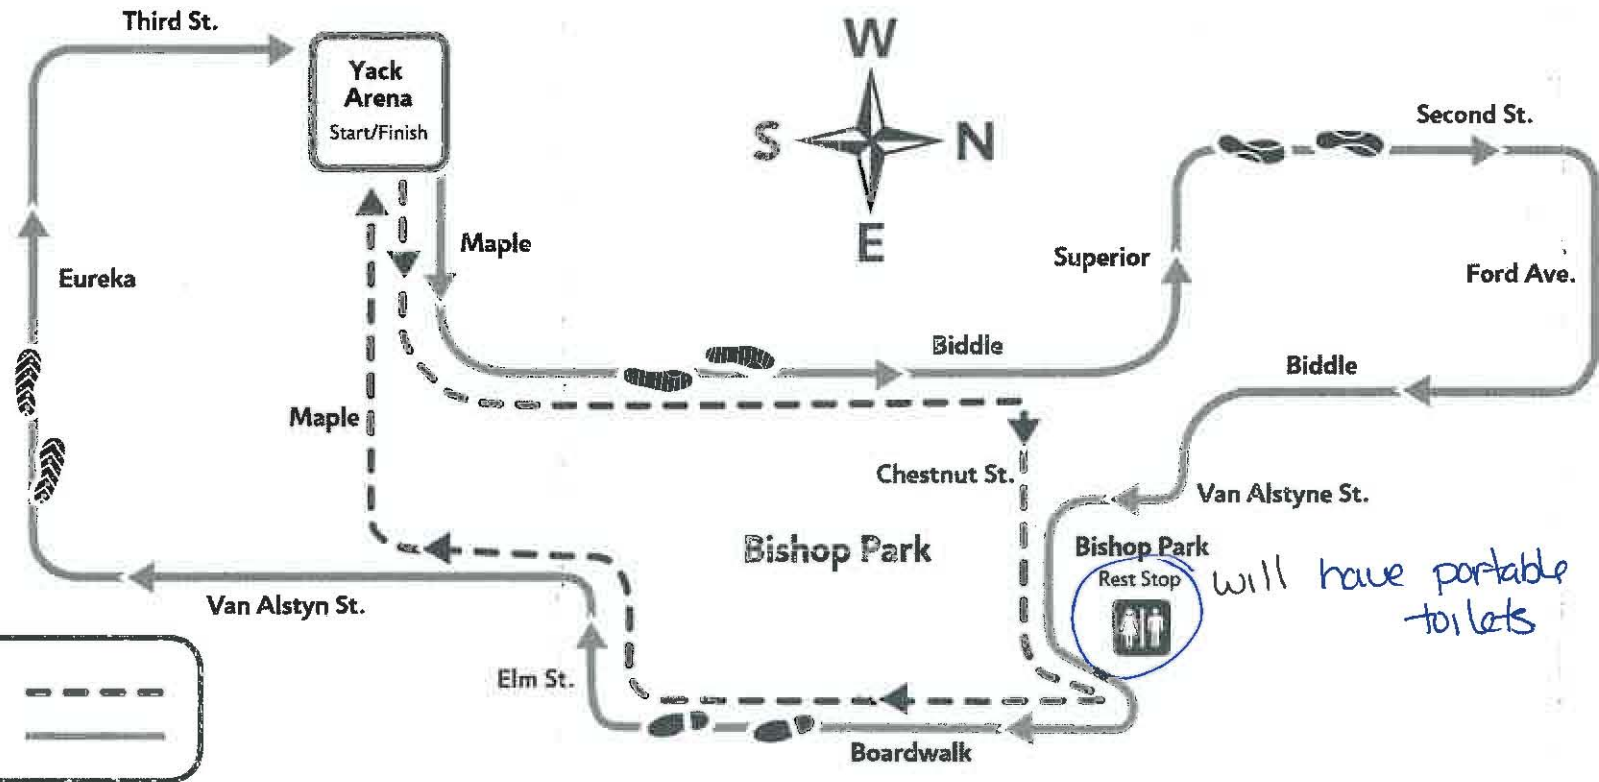 Third St.
Yack
Arena
Start/Finish
W
S
N
E
Second St.
Maple
Superior
Ford Ave.
Eureka
Biddle
Biddle
Maple
Chestnut St.
Van Alstyne St.
Bishop Park
Bishop Park
Rest Stop
will have portable
toilets
Van Alstyn St.
Elm St.
Boardwalk